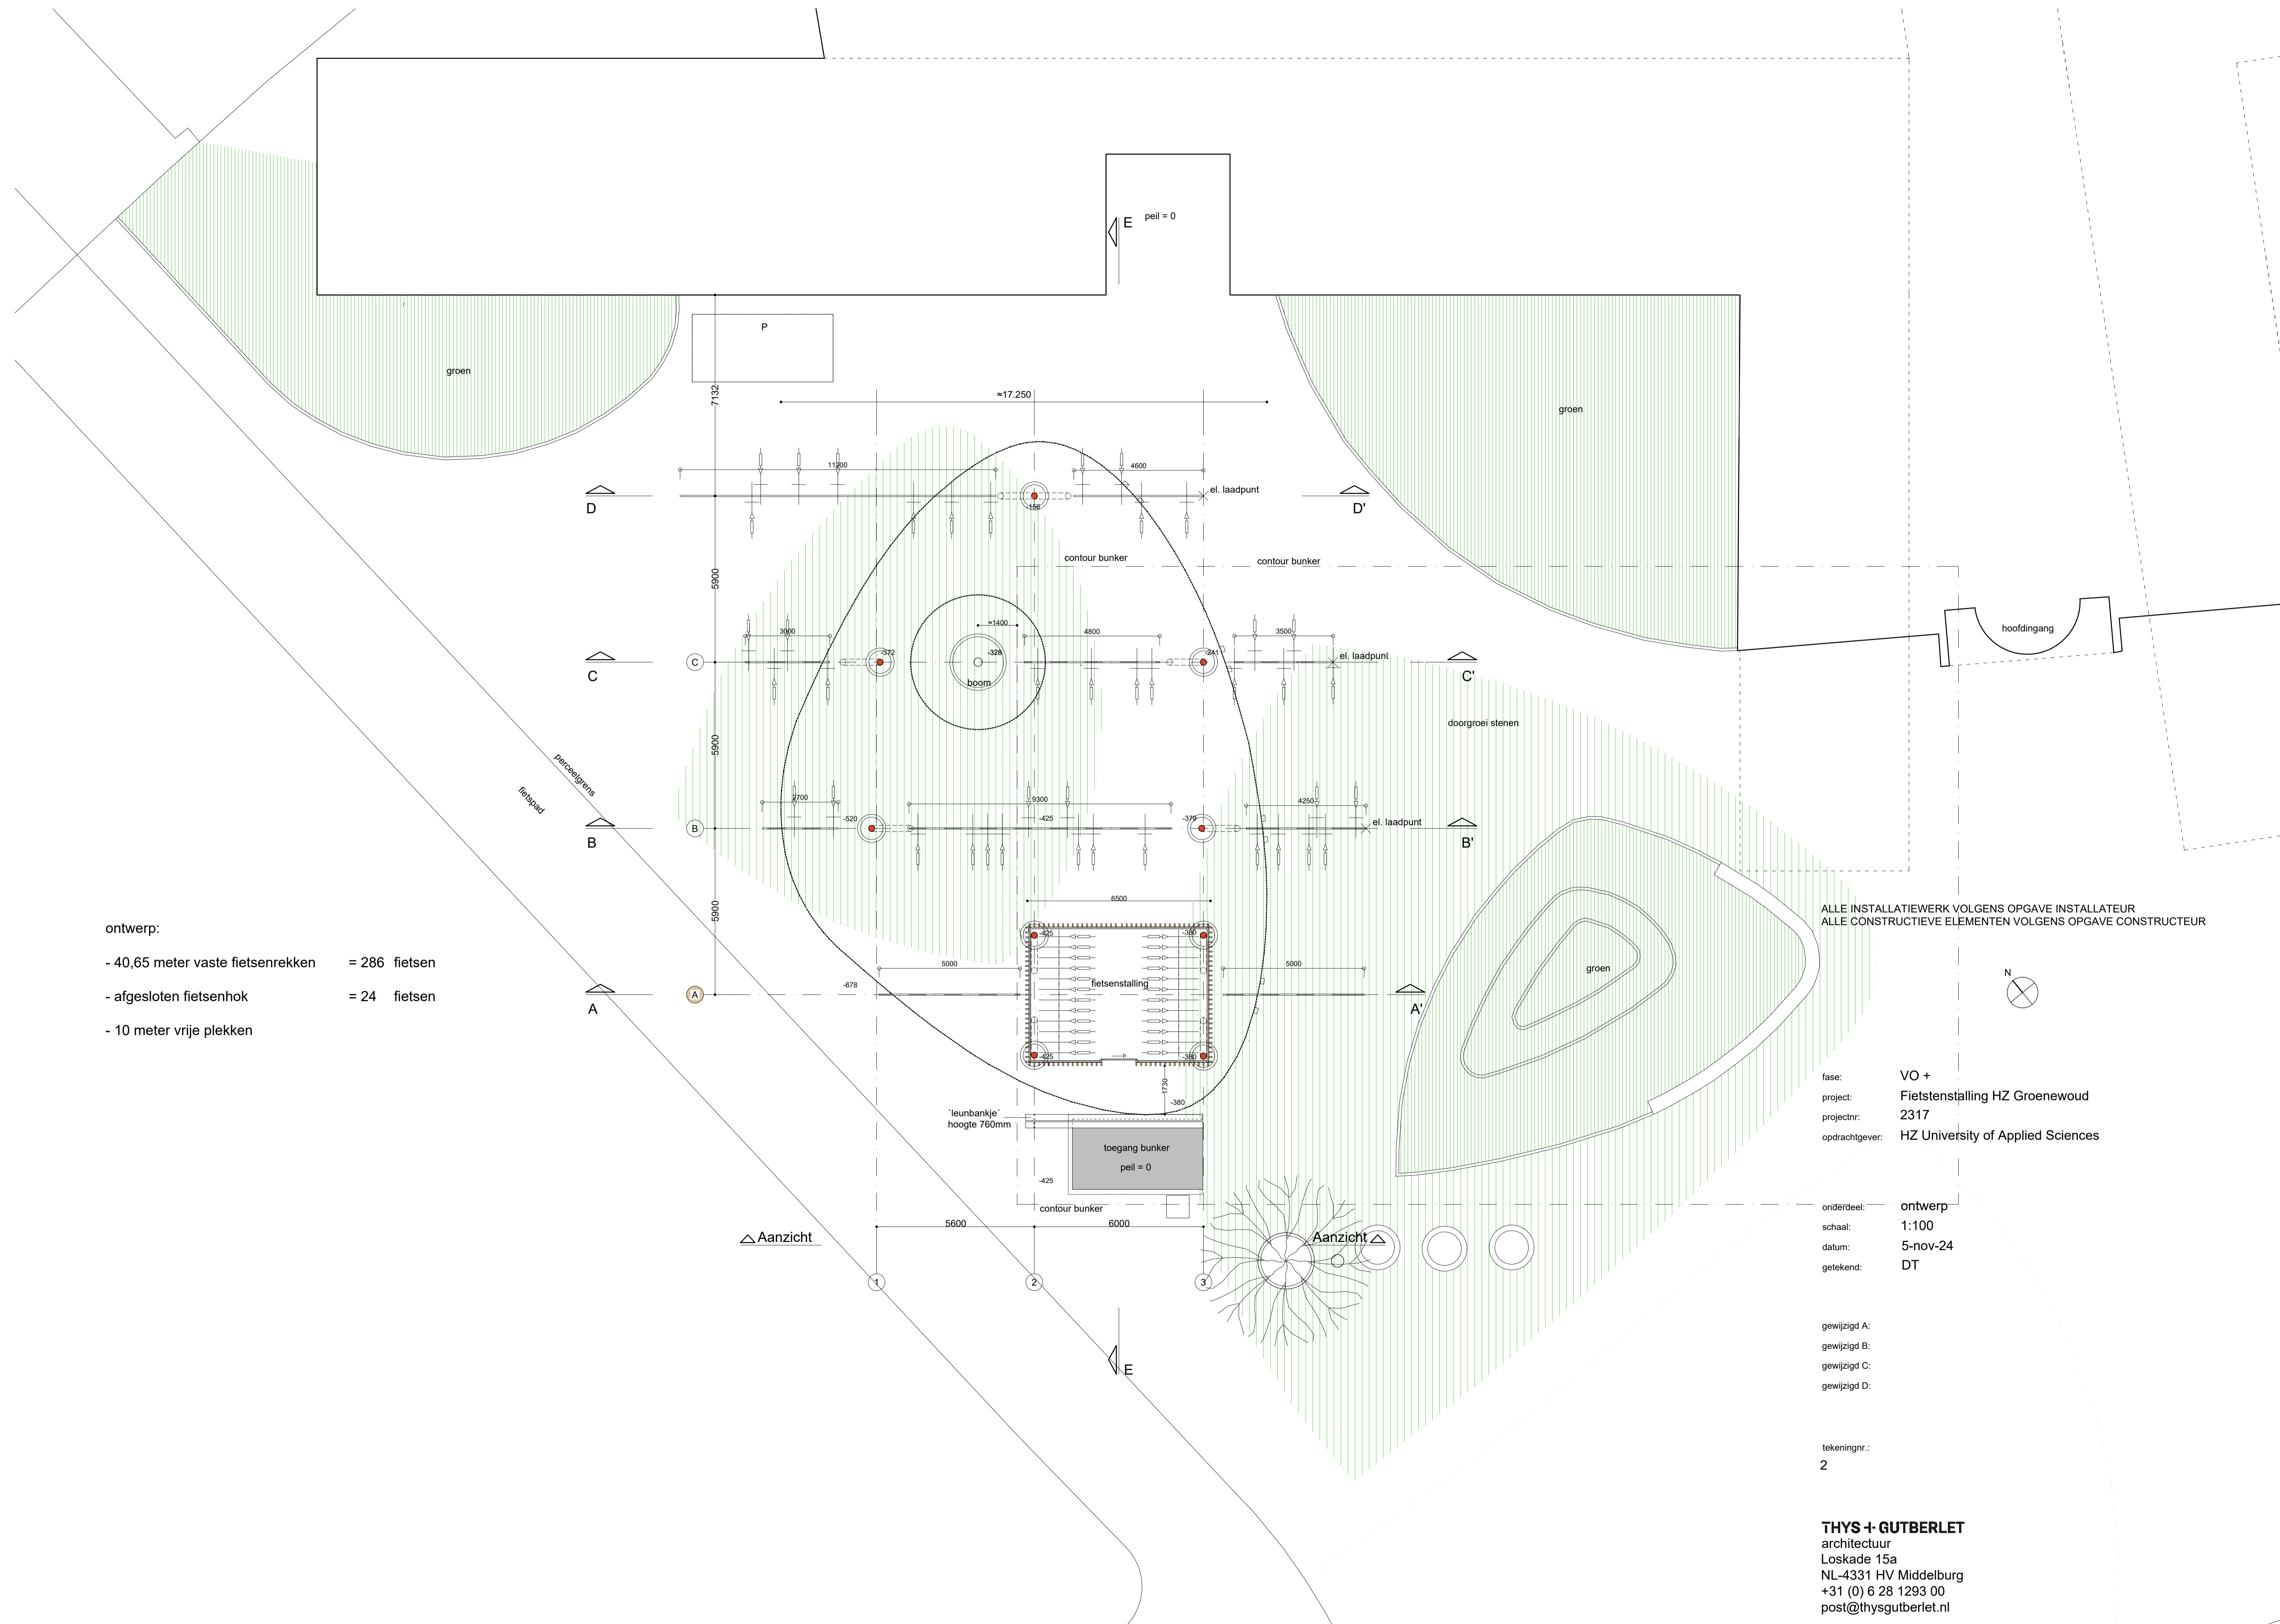 E
peil = 0
P
groen
7132
≈17.250
groen
11200
4600
el. laadpunt
D
D'
-156
contour bunker
contour bunker
5900
≈1400
3000
4800
3500
hoofdingang
C
-372
-328
-241
el. laadpunt
C
boom
C'
doorgroei stenen
5900
perceelgrens
fietspad
2700
9300
4250
B
-520
-425
-379
el. laadpunt
B
B'
5900
6500
ontwerp:
- 40,65 meter vaste fietsenrekken = 286 fietsen
- afgesloten fietsenhok = 24 fietsen
- 10 meter vrije plekken
-425
-380
5000
5000
-678
fietsenstalling
A
A
A'
groen
-425
-380
1730
-380
´leunbankje´
hoogte 760mm
toegang bunker
peil = 0
-425
contour bunker
5600
6000
Aanzicht
Aanzicht
1
2
3
E
ALLE INSTALLATIEWERK VOLGENS OPGAVE INSTALLATEUR
ALLE CONSTRUCTIEVE ELEMENTEN VOLGENS OPGAVE CONSTRUCTEUR
N
fase: VO +
project: Fietstenstalling HZ Groenewoud
projectnr: 2317
opdrachtgever: HZ University of Applied Sciences
onderdeel: ontwerp
schaal: 1:100
datum: 5-nov-24
getekend: DT
gewijzigd A:
gewijzigd B:
gewijzigd C:
gewijzigd D:
tekeningnr.:
2
THYS + GUTBERLET
architectuur
Loskade 15a
NL-4331 HV Middelburg
+31 (0) 6 28 1293 00
post@thysgutberlet.nl